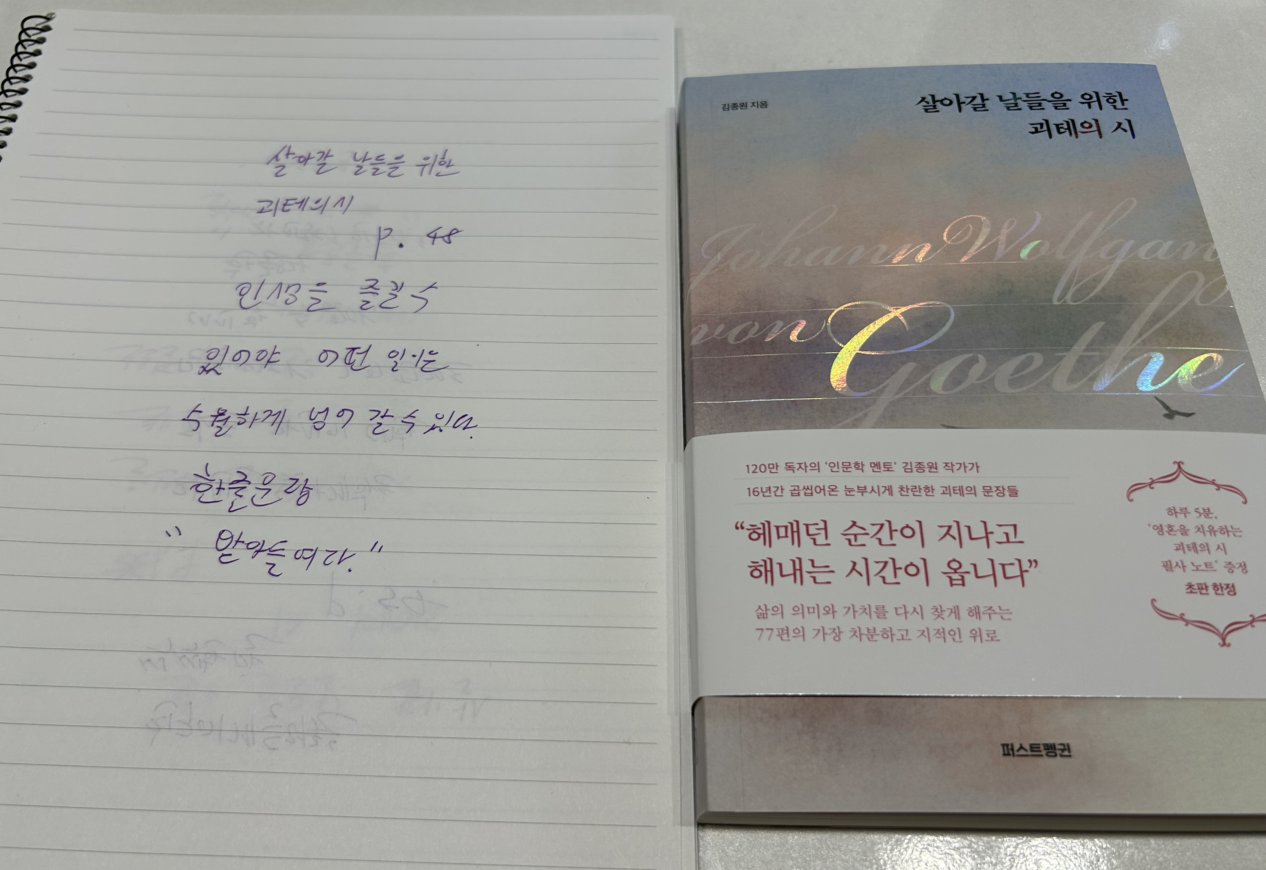 살아갈 날들을 위한
괴테의 시
p. 48
인생을 즐길 수
있어야 어떤 일이든
수월하게 넘어 갈 수 있다.
한글운람
" 받아들여라."
김종원 지음
살아갈 날들을 위한
괴테의 시
Johann Wolfgang
von Goethe
120만 독자의 '인문학 멘토' 김종원 작가가
16년간 곱씹어온 눈부시게 찬란한 괴테의 문장들
“헤매던 순간이 지나고
해내는 시간이 옵니다”
삶의 의미와 가치를 다시 찾게 해주는
77편의 가장 차분하고 지적인 위로
하루 5분,
'영혼을 치유하는
괴테의 시
필사 노트' 증정
초판 한정
퍼스트펭귄